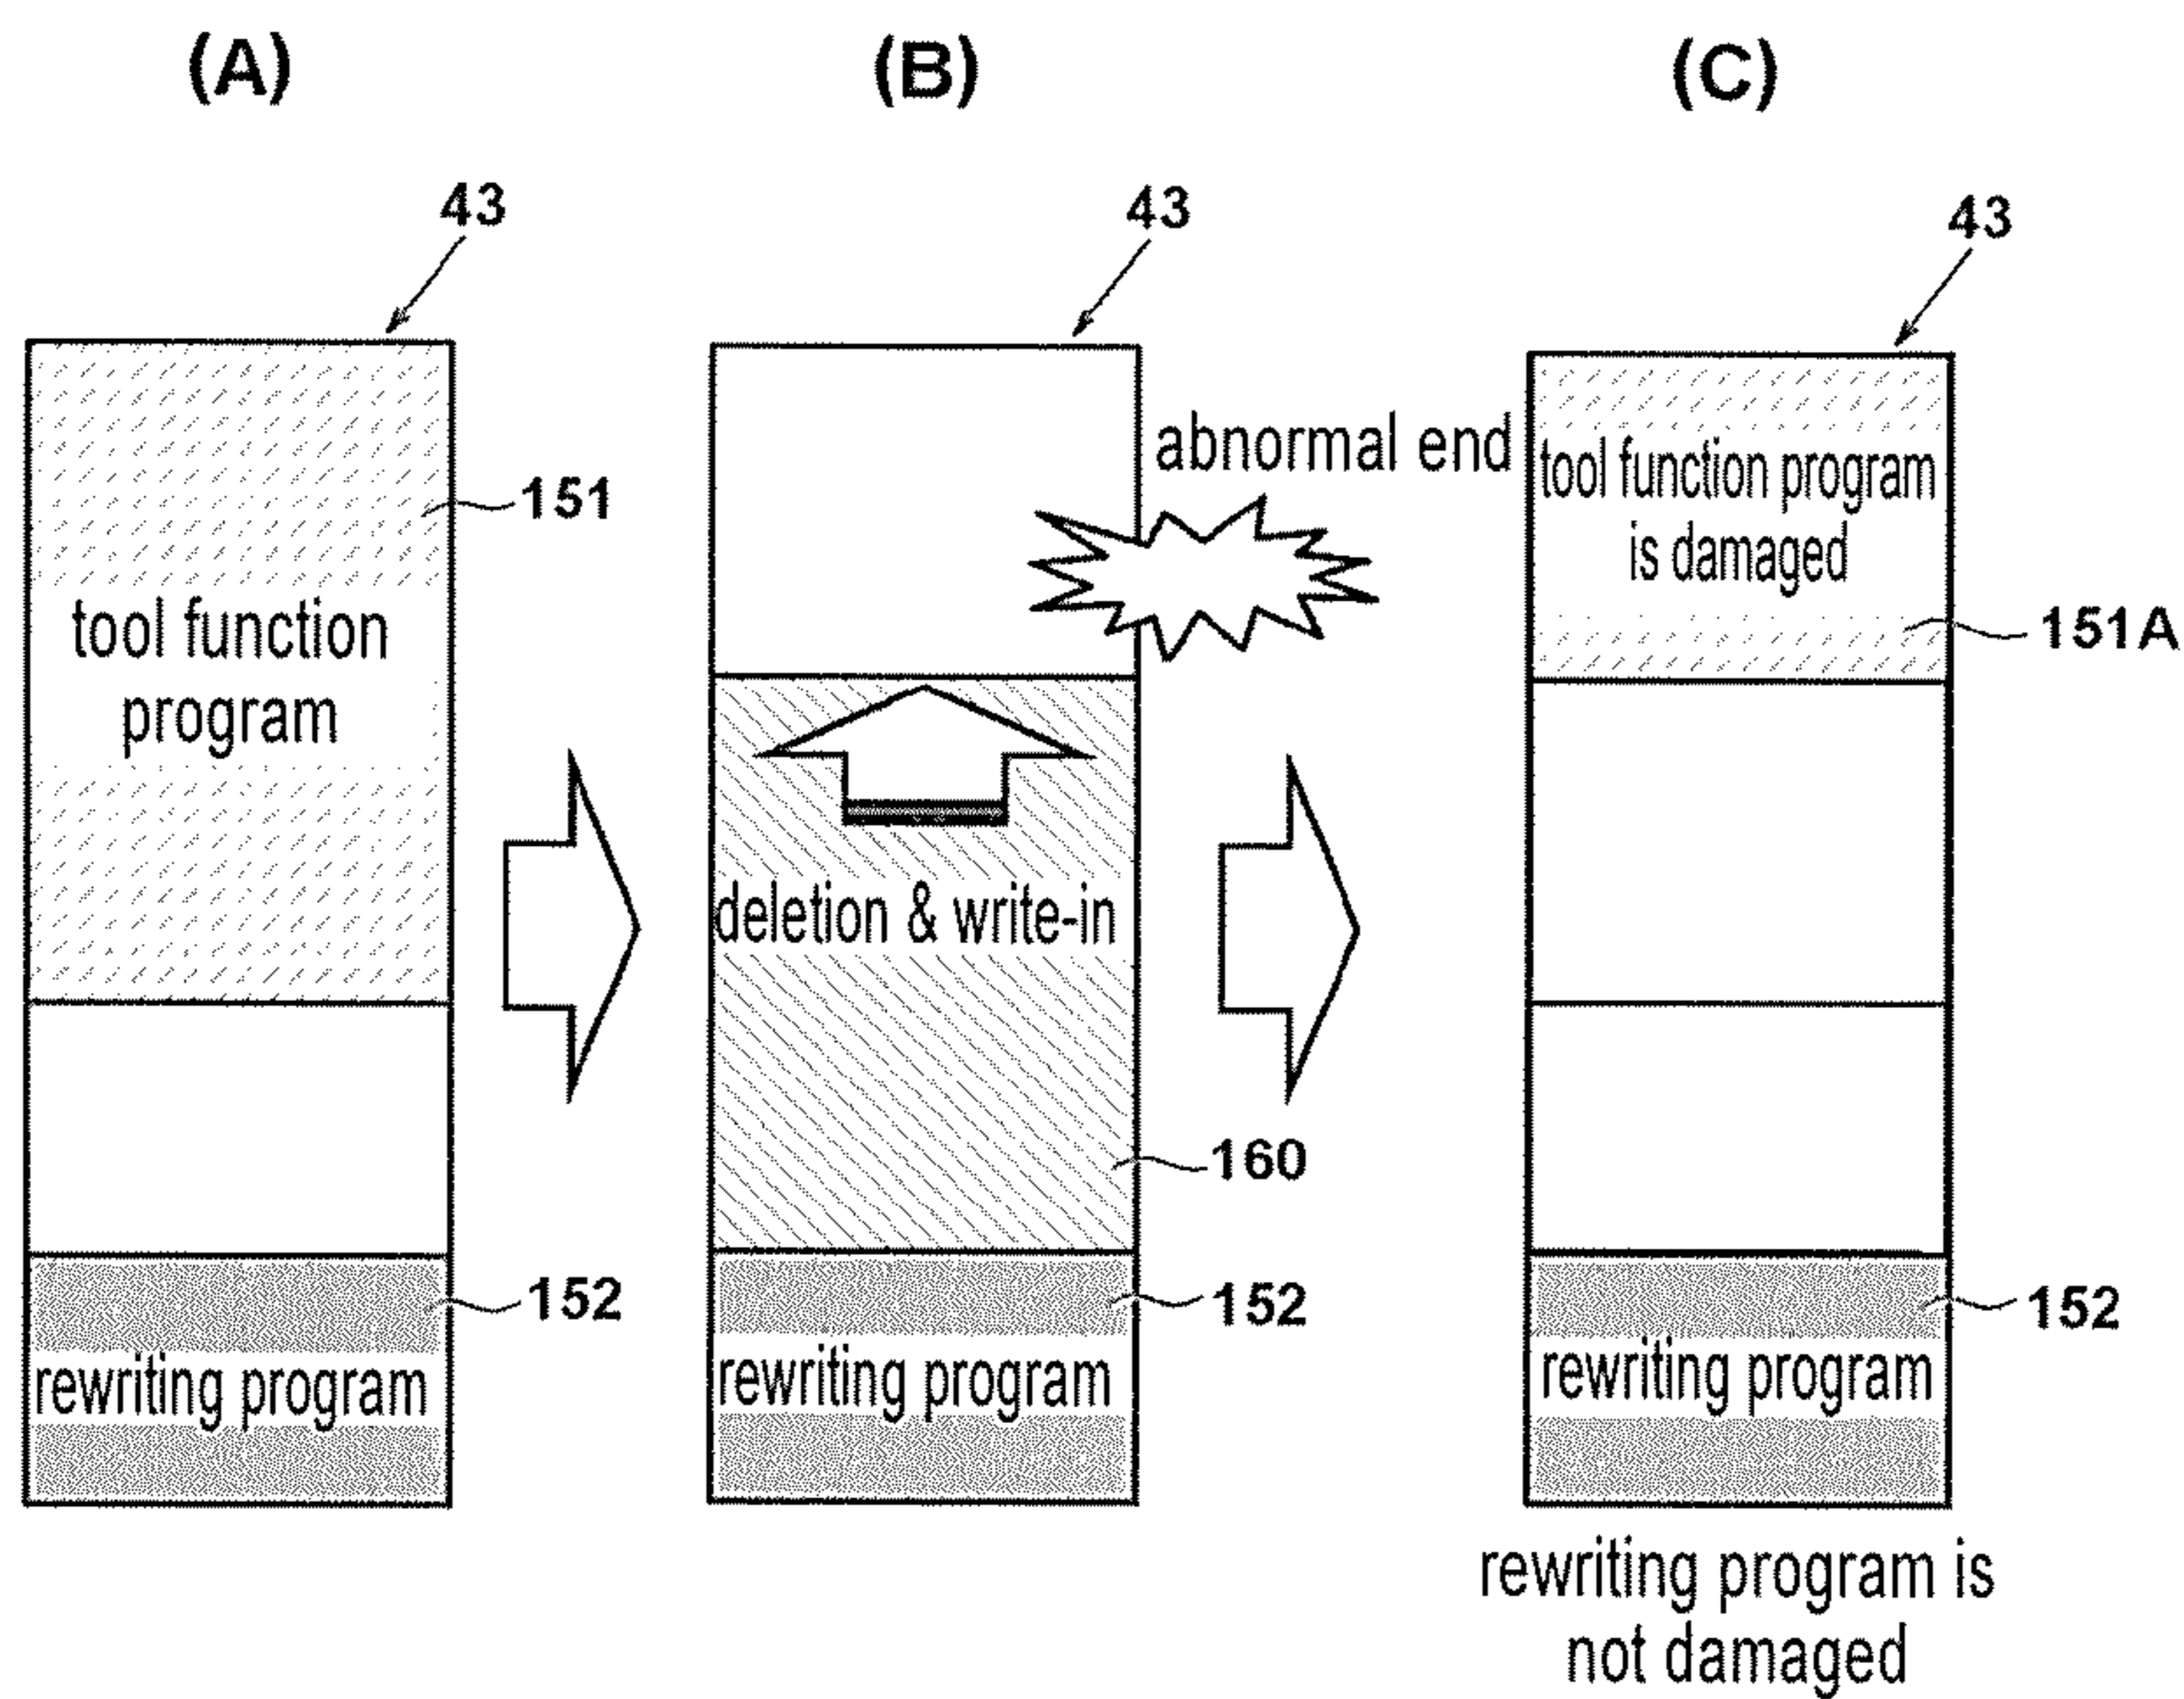 (A)
43
151
tool function
program
152
rewriting program
(B)
43
abnormal end
deletion & write-in
160
152
rewriting program
(C)
43
tool function program
is damaged
151A
152
rewriting program
rewriting program is
not damaged